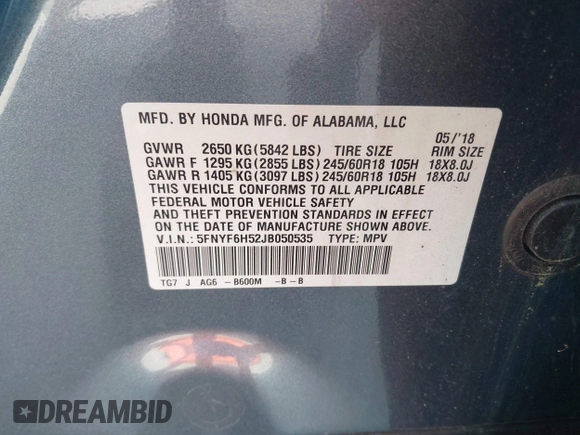 MFD. BY HONDA MFG. OF ALABAMA, LLC
05/'18
GVWR 2650 KG(5842 LBS) TIRE SIZE RIM SIZE
GAWR F 1295 KG(2855 LBS)245/60R18 105H 18X8.0J
GAWR R 1405 KG(3097 LBS)245/60R18 105H 18X8.0J
THIS VEHICLE CONFORMS TO ALL APPLICABLE
FEDERAL MOTOR VEHICLE SAFETY
AND THEFT PREVENTION STANDARDS IN EFFECT
ON THE DATE OF MANUFACTURE SHOWN ABOVE.
V.I.N.: 5FNYF6H52JB050535 TYPE: MPV
TG7 J AG6 -B600M -B-B
DREAMBID